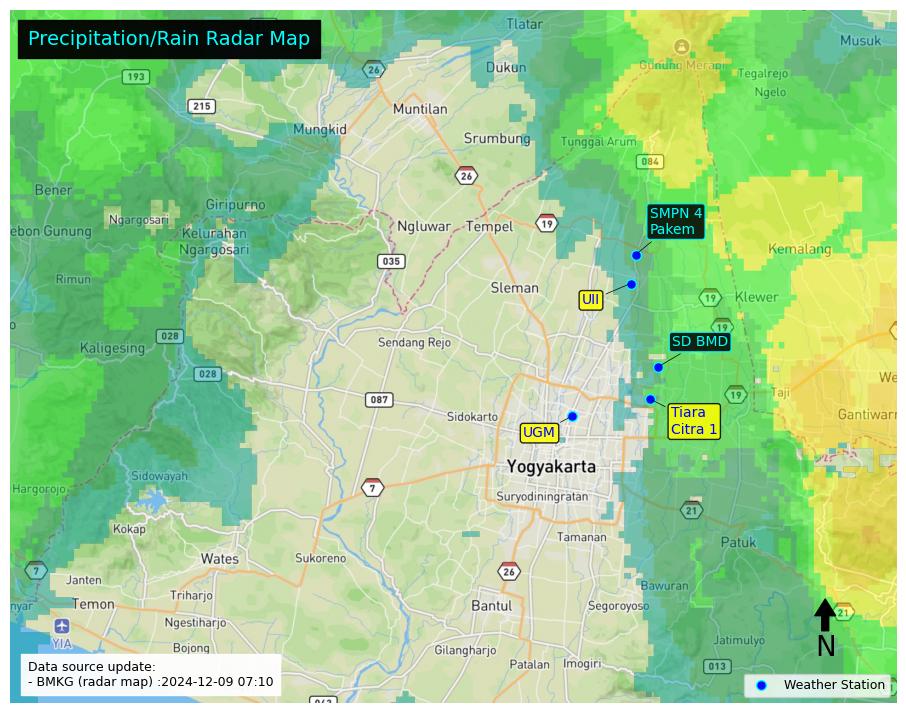 Precipitation/Rain Radar Map
Tlatar
Musuk
26
Dukun
Gunung Merapi
193
Tegalrejo
Ngelo
215
Muntilan
Mungkid
Srumbung
Tunggal Arum
084
26
Bener
Giripurno
Ngargosari
SMPN 4
Pakem
ebon Gunung
Kelurahan
Ngargosari
Ngluwar
Tempel
19
Kemalang
035
Rimun
Sleman
UII
19
Klewer
19
028
Kaligesing
Sendang Rejo
SD BMD
028
We
Taji
087
19
Sidokarto
Tiara
Citra 1
Gantiwarn
UGM
Yogyakarta
Sidowayah
Hargorojo
7
Suryodiningratan
21
Kokap
Tamanan
Patuk
Wates
Sukoreno
7
26
Janten
Bawuran
Triharjo
Temon
Bantul
Segoroyoso
nyar
21
Ngestiharjo
YIA
N
Bojong
Gilangharjo
Jatimulyo
Patalan
Imogiri
013
Data source update:
- BMKG (radar map) :2024-12-09 07:10
Weather Station